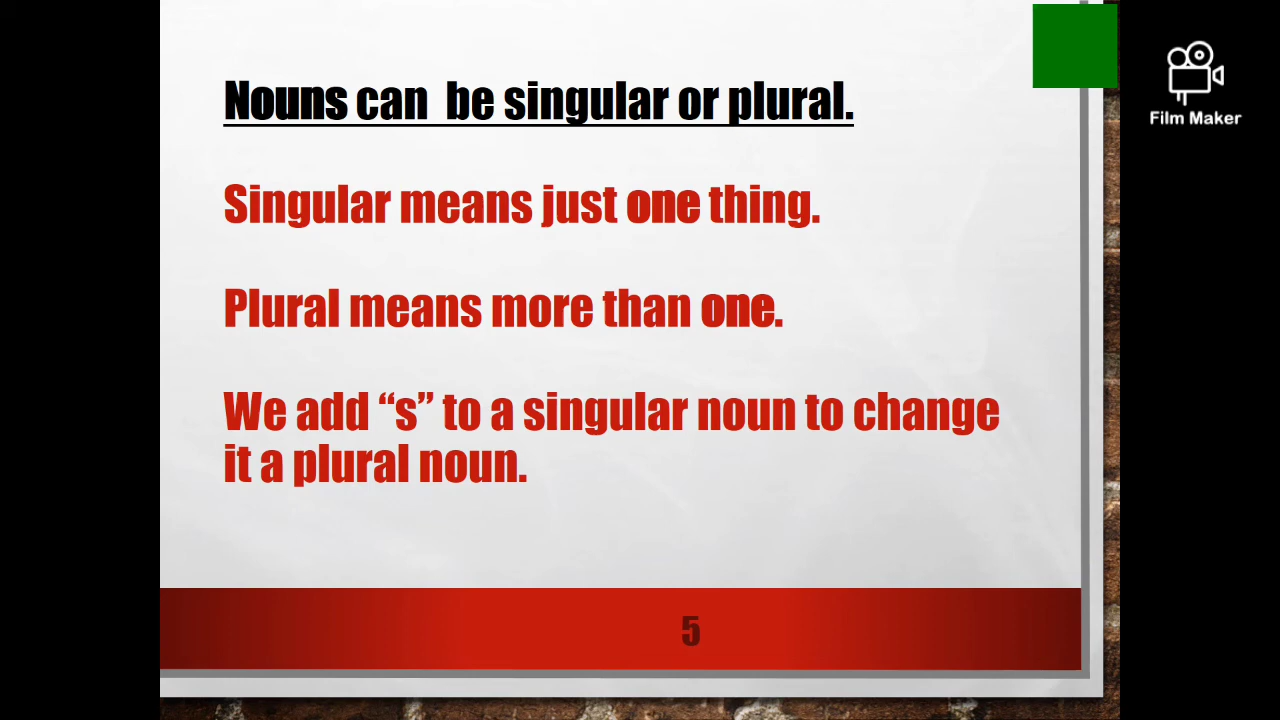 Nouns can be singular or plural.
Film Maker
Singular means just one thing.
Plural means more than one.
We add “s” to a singular noun to change
it a plural noun.
5